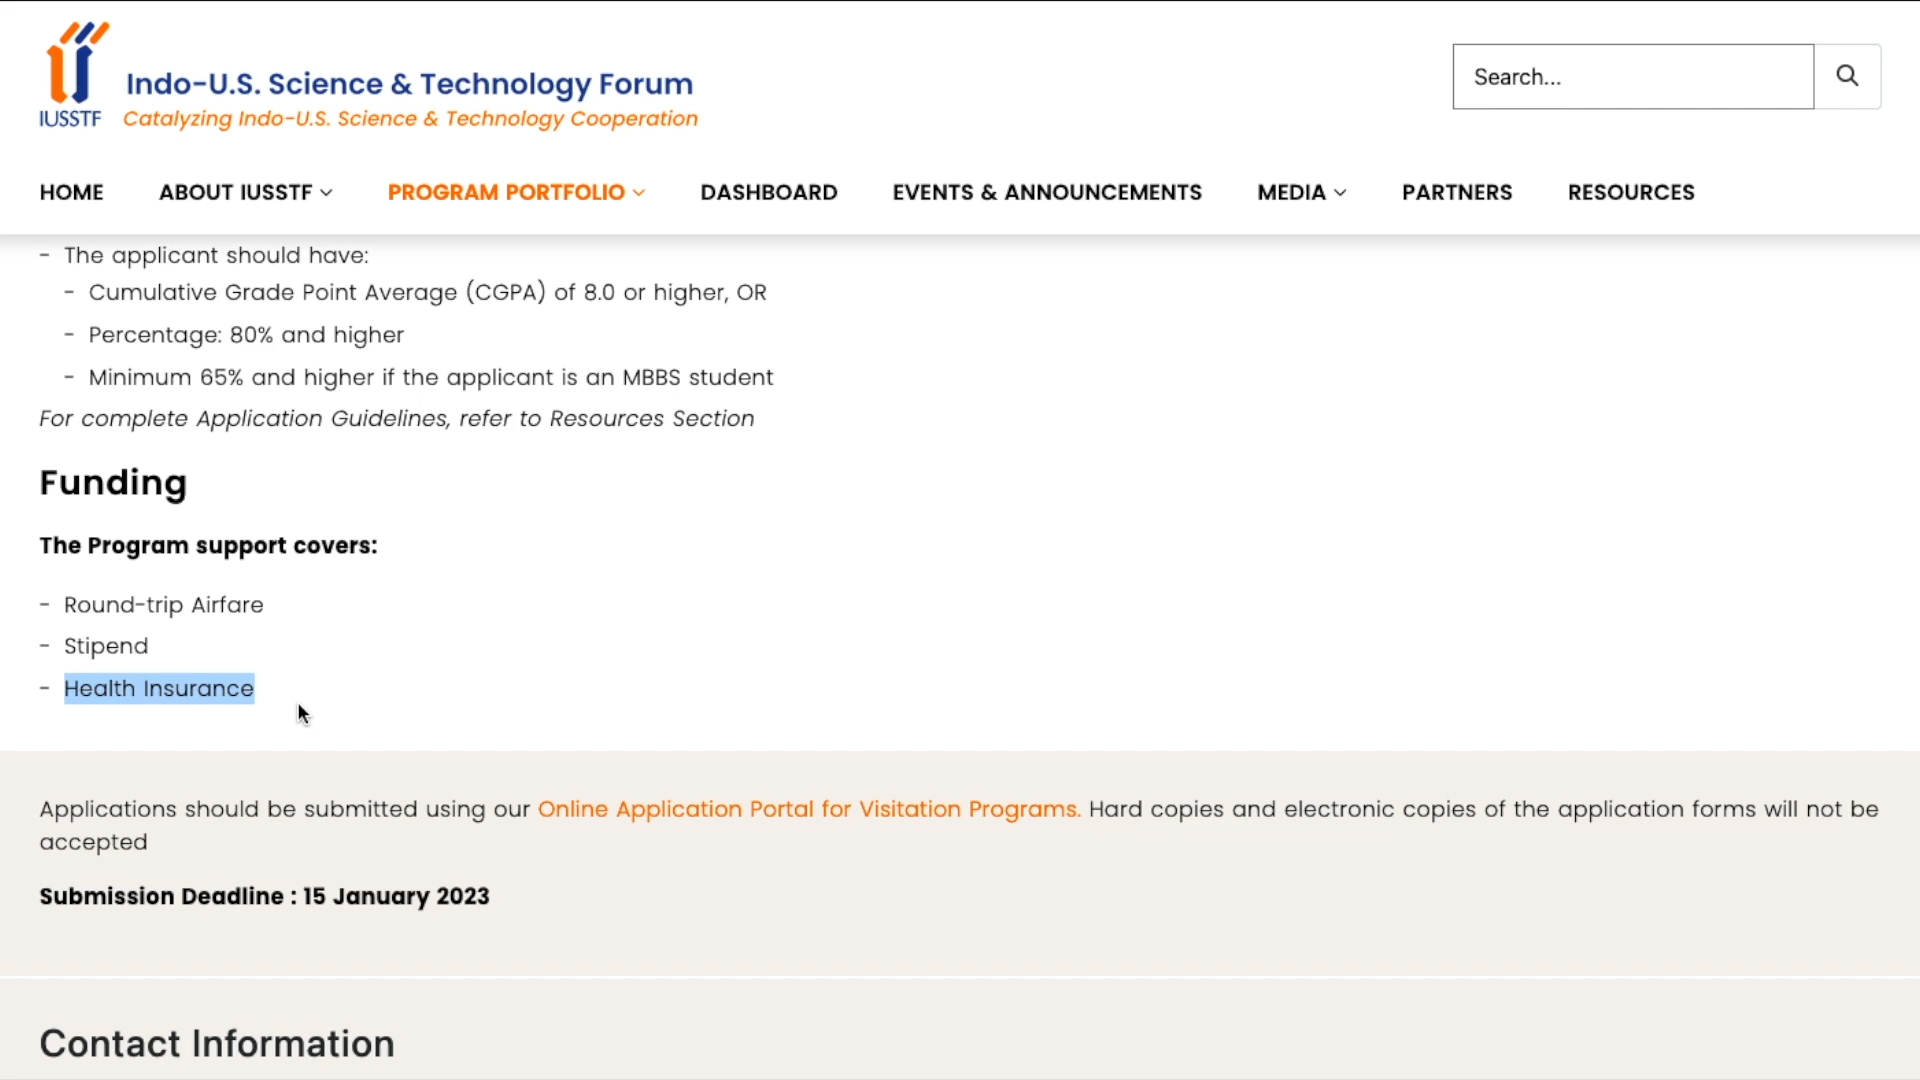 Indo-U.S. Science & Technology Forum
IUSSTF
Catalyzing Indo-U.S. Science & Technology Cooperation
Search...
HOME
ABOUT IUSSTF
PROGRAM PORTFOLIO
DASHBOARD
EVENTS & ANNOUNCEMENTS
MEDIA
PARTNERS
RESOURCES
- The applicant should have:
- Cumulative Grade Point Average (CGPA) of 8.0 or higher, OR
- Percentage: 80% and higher
- Minimum 65% and higher if the applicant is an MBBS student
For complete Application Guidelines, refer to Resources Section
Funding
The Program support covers:
- Round-trip Airfare
- Stipend
- Health Insurance
Applications should be submitted using our Online Application Portal for Visitation Programs. Hard copies and electronic copies of the application forms will not be
accepted
Submission Deadline : 15 January 2023
Contact Information